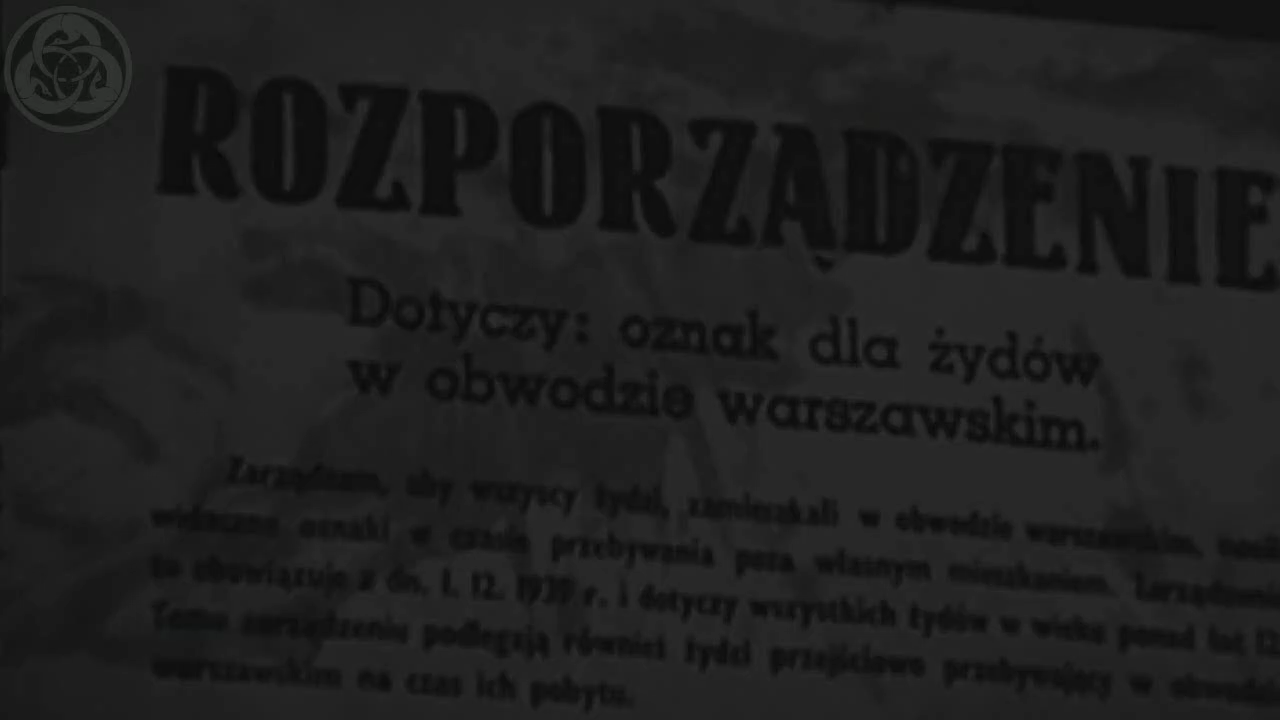 ROZPORZĄDZENIE
Dotyczy: oznak dla żydów
w obwodzie warszawskim.
Zarządzam, aby wszyscy żydzi, zamieszkali w obwodzie warszawskim,
widoczne oznaki w czasie przebywania poza własnym mieszkaniem.
to obowiązuje z dn. 1. 12. 1939 r. i dotyczy wszystkich żydów w wieku ponad lat 12.
Temu zarządzeniu podlegają również żydzi przejściowo przebywający w
warszawskim na czas ich pobytu.